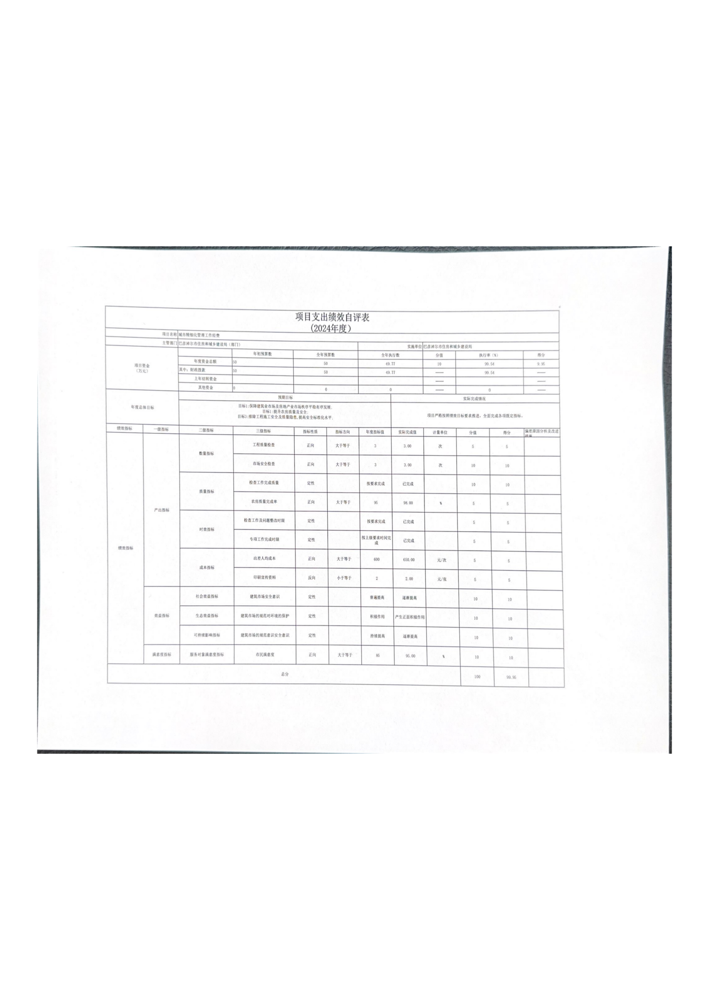 项目支出绩效自评表
(2024年度)
项目名称 城市精细化管理工作经费
主管部门 巴彦淖尔市住房和城乡建设局（部门） 实施单位 巴彦淖尔市住房和城乡建设局
项目资金（万元） 年初预算数 全年预算数 全年执行数 分值 执行率（%） 得分
年度资金总额 50 50 49.77 10 99.54 9.96
其中：财政拨款 50 50 49.77 —— 99.54 ——
上年结转资金 —— ——
其他资金 0 0 0 —— 0 ——
年度总体目标 预期目标 实际完成情况
目标1:保障建筑业市场及房地产业市场秩序平稳有序发展;
目标1:提升农房质量及安全;
目标3:排除工程施工安全及质量隐患,提高安全标准化水平;
项目严格按照绩效目标要求推进，全面完成各项既定指标。
绩效指标 一级指标 二级指标 三级指标 指标性质 指标方向 年度指标值 实际完成值 计量单位 分值 得分 偏差原因分析及改进措施
绩效指标 产出指标 数量指标 工程质量检查 正向 大于等于 3 3.00 次 5 5
市场安全检查 正向 大于等于 3 3.00 次 10 10
质量指标 检查工作完成质量 定性 按要求完成 已完成 10 10
农房质量完成率 正向 大于等于 95 98.00 % 5 5
时效指标 检查工作及问题整改时限 定性 按要求完成 已完成 5 5
专项工作完成时限 定性 按上级要求时间完成 已完成 5 5
成本指标 出差人均成本 正向 大于等于 600 650.00 元/次 5 5
印刷宣传资料 反向 小于等于 2 2.00 元/张 5 5
效益指标 社会效益指标 建筑市场安全意识 定性 普遍提高 逐渐提高 10 10
生态效益指标 建筑市场的规范对环境的保护 定性 积极作用 产生正面积极作用 10 10
可持续影响指标 建筑市场的规范意识安全意识 定性 持续提高 逐渐提高 10 10
满意度指标 服务对象满意度指标 市民满意度 正向 大于等于 85 95.00 % 10 10
总分 100 99.96